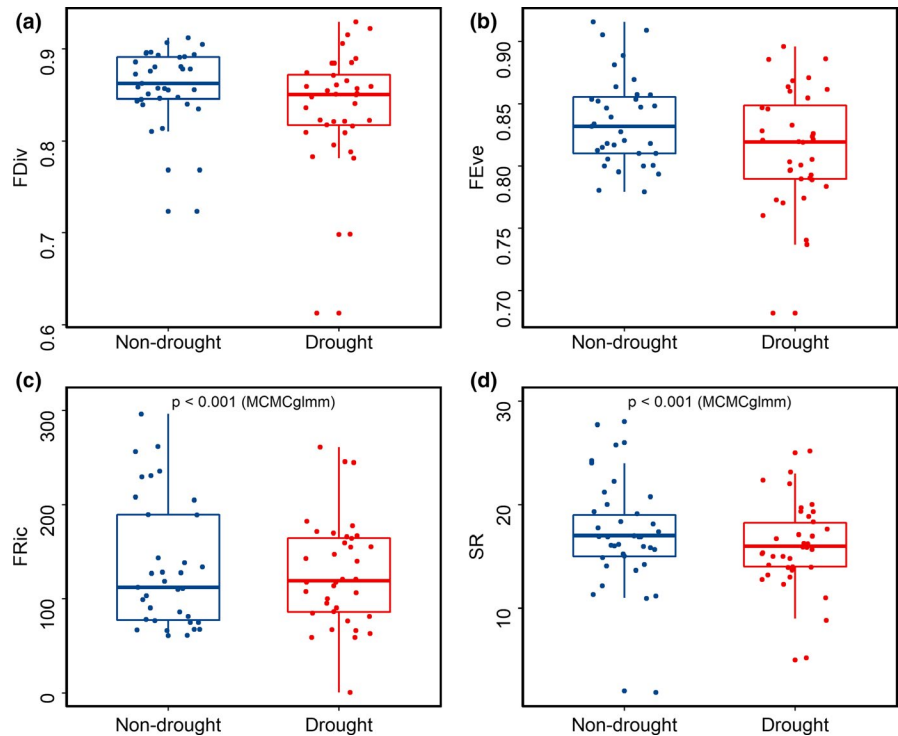 (a)
FDiv
0.9
0.8
0.7
0.6
Non-drought Drought
(b)
FEve
0.90
0.85
0.80
0.75
0.70
Non-drought Drought
(c)
p < 0.001 (MCMCglmm)
FRic
300
200
100
0
Non-drought Drought
(d)
p < 0.001 (MCMCglmm)
SR
30
20
10
Non-drought Drought